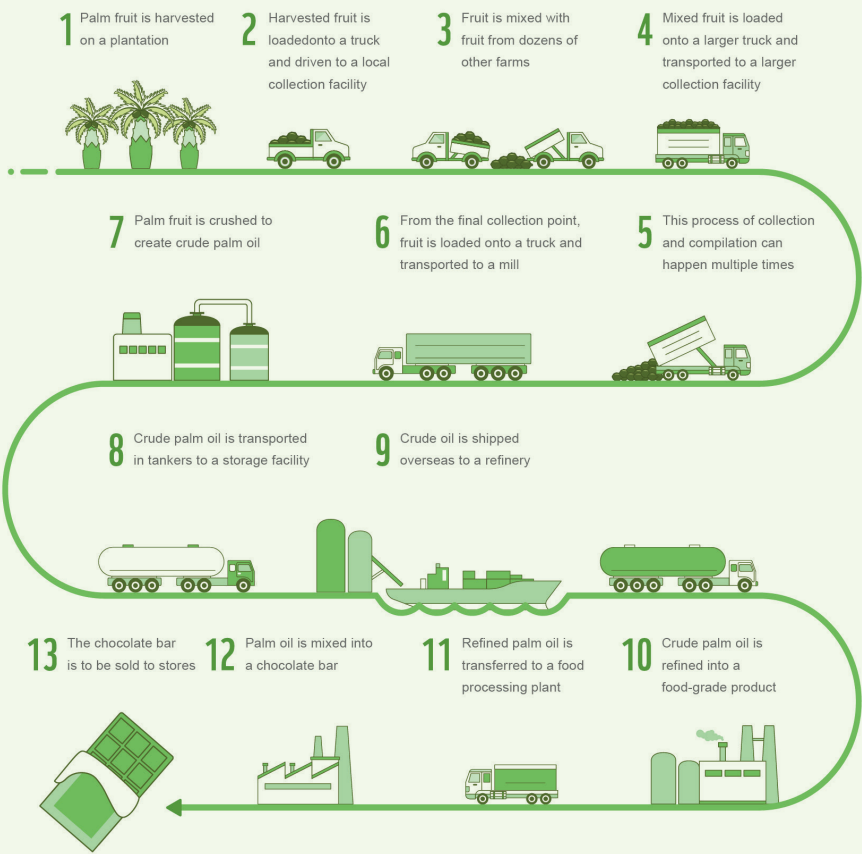 1 Palm fruit is harvested
on a plantation
2 Harvested fruit is
loadedonto a truck
and driven to a local
collection facility
3 Fruit is mixed with
fruit from dozens of
other farms
4 Mixed fruit is loaded
onto a larger truck and
transported to a larger
collection facility
5 This process of collection
and compilation can
happen multiple times
6 From the final collection point,
fruit is loaded onto a truck and
transported to a mill
7 Palm fruit is crushed to
create crude palm oil
8 Crude palm oil is transported
in tankers to a storage facility
9 Crude oil is shipped
overseas to a refinery
10 Crude palm oil is
refined into a
food-grade product
11 Refined palm oil is
transferred to a food
processing plant
12 Palm oil is mixed into
a chocolate bar
13 The chocolate bar
is to be sold to stores